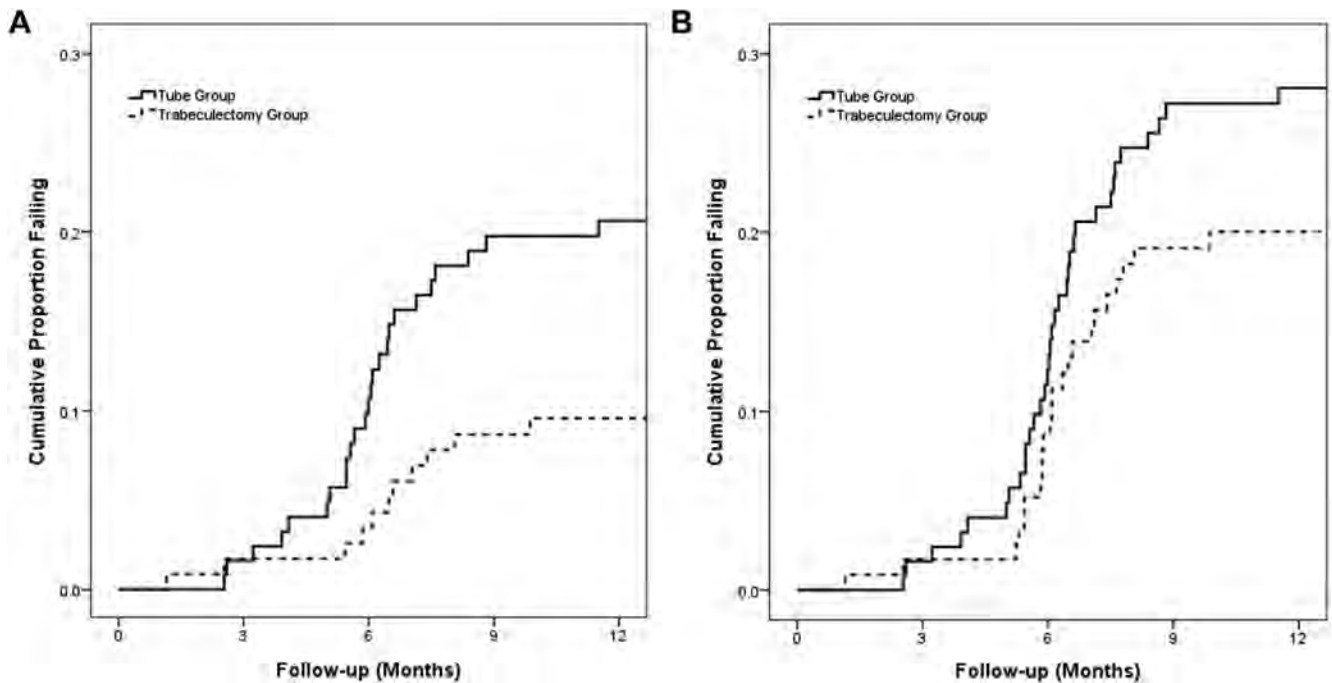 A
0.3
Tube Group
Trabeculectomy Group
0.2
0.1
0.0
Cumulative Proportion Failing
0 3 6 9 12
Follow-up (Months)
B
0.3
Tube Group
Trabeculectomy Group
0.2
0.1
0.0
Cumulative Proportion Failing
0 3 6 9 12
Follow-up (Months)